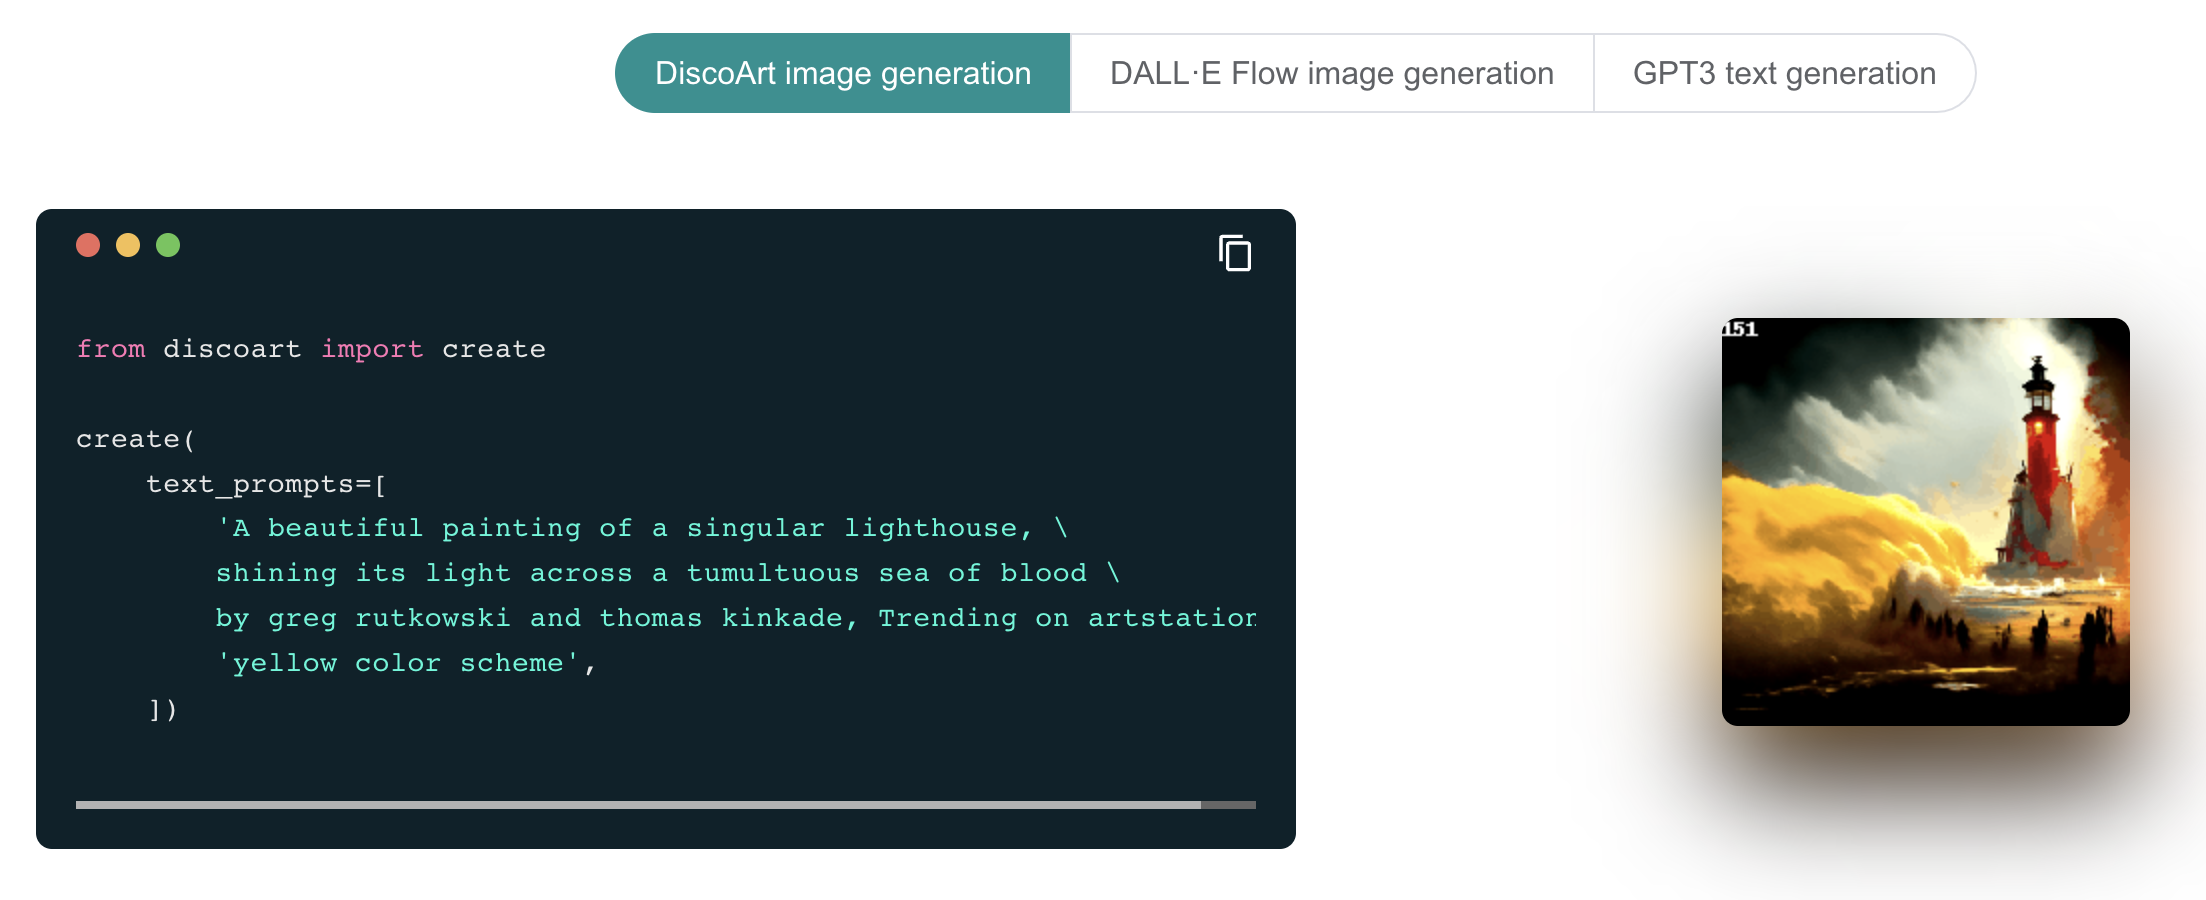 DiscoArt image generation
DALL·E Flow image generation
GPT3 text generation
from discoart import create
create(
text_prompts=[
'A beautiful painting of a singular lighthouse, \
shining its light across a tumultuous sea of blood \
by greg rutkowski and thomas kinkade, Trending on artstation
'yellow color scheme',
])
151